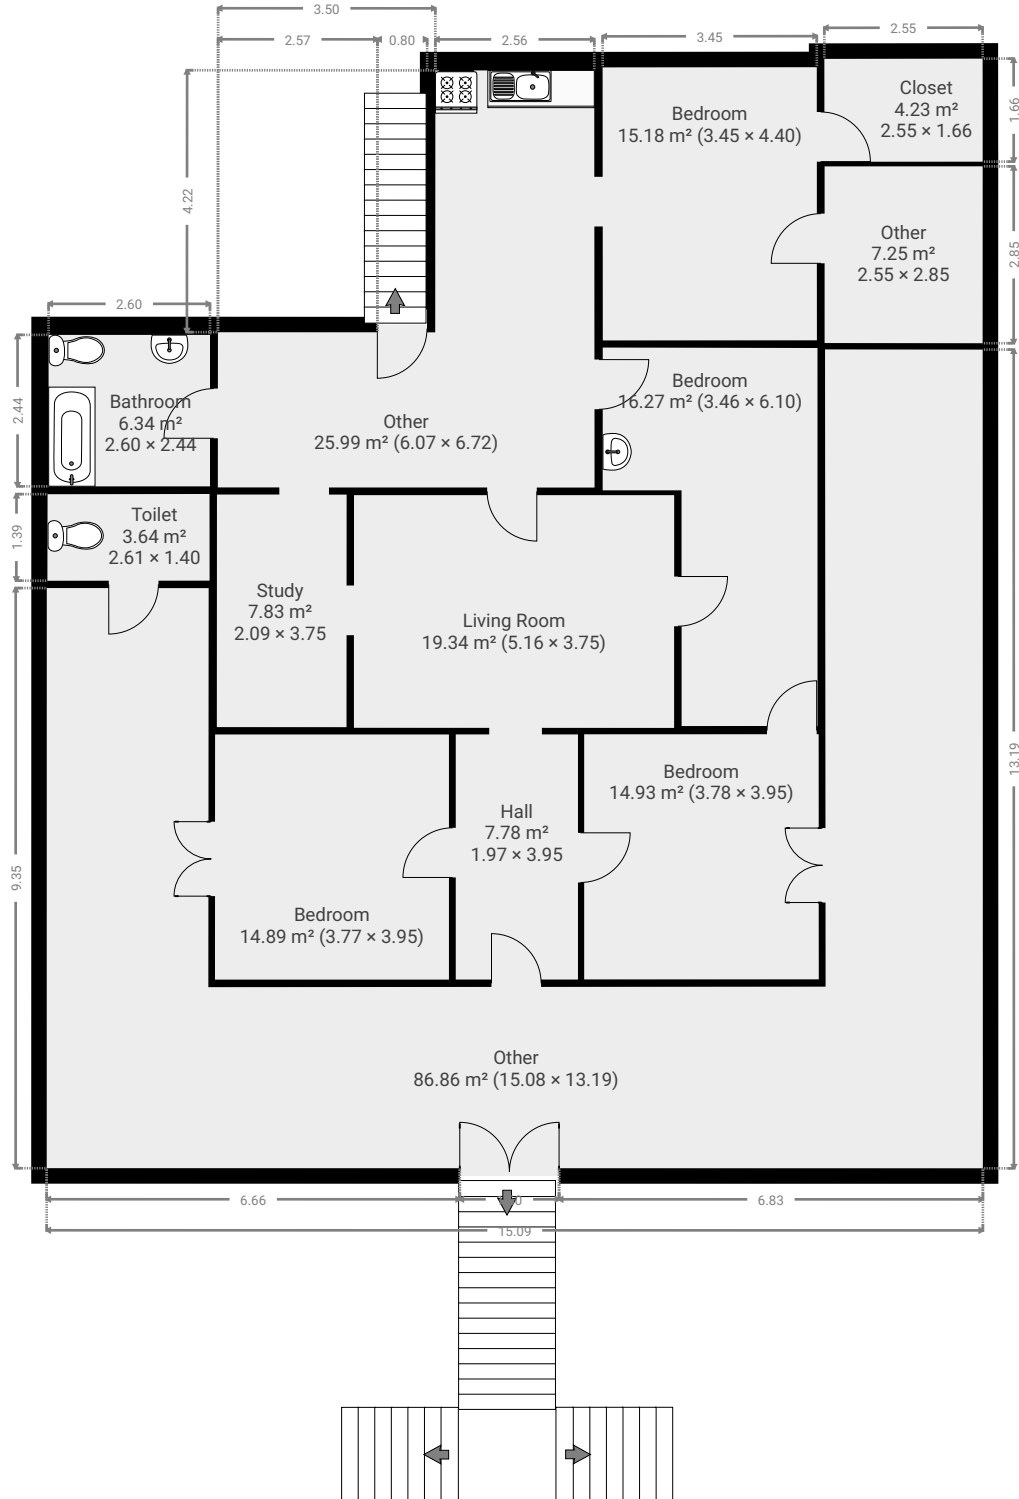 3.50
2.57
0.80
2.56
3.45
2.55
Closet
4.23 m²
2.55 × 1.66
1.66
Bedroom
15.18 m² (3.45 × 4.40)
4.22
Other
7.25 m²
2.55 × 2.85
2.85
2.60
Bathroom
6.34 m²
2.60 × 2.44
2.44
Other
25.99 m² (6.07 × 6.72)
Bedroom
16.27 m² (3.46 × 6.10)
Toilet
3.64 m²
2.61 × 1.40
1.39
Study
7.83 m²
2.09 × 3.75
Living Room
19.34 m² (5.16 × 3.75)
13.19
Bedroom
14.93 m² (3.78 × 3.95)
Hall
7.78 m²
1.97 × 3.95
9.35
Bedroom
14.89 m² (3.77 × 3.95)
Other
86.86 m² (15.08 × 13.19)
6.66
6.83
15.09